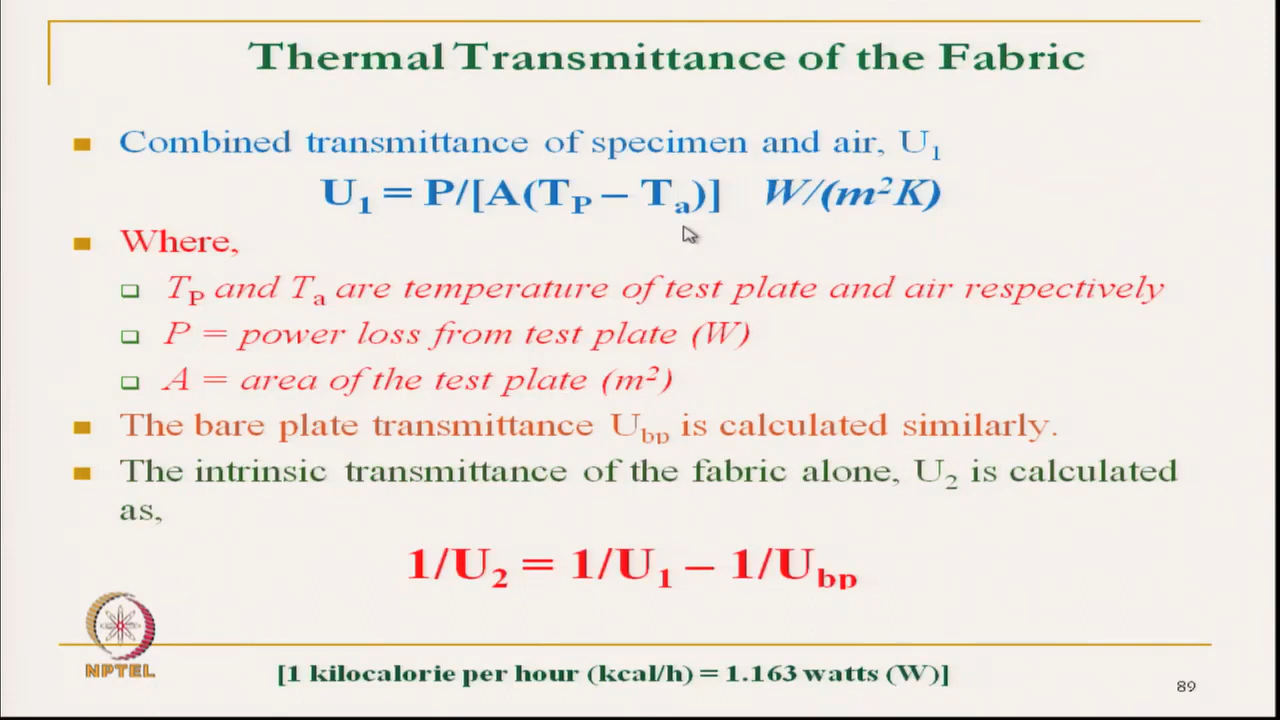 Thermal Transmittance of the Fabric
Combined transmittance of specimen and air, U₁
U₁ = P/[A(T_P – T_a)] W/(m²K)
Where,
T_P and T_a are temperature of test plate and air respectively
P = power loss from test plate (W)
A = area of the test plate (m²)
The bare plate transmittance U_bp is calculated similarly.
The intrinsic transmittance of the fabric alone, U₂ is calculated
as,
1/U₂ = 1/U₁ – 1/U_bp
NPTEL
[1 kilocalorie per hour (kcal/h) = 1.163 watts (W)]
89